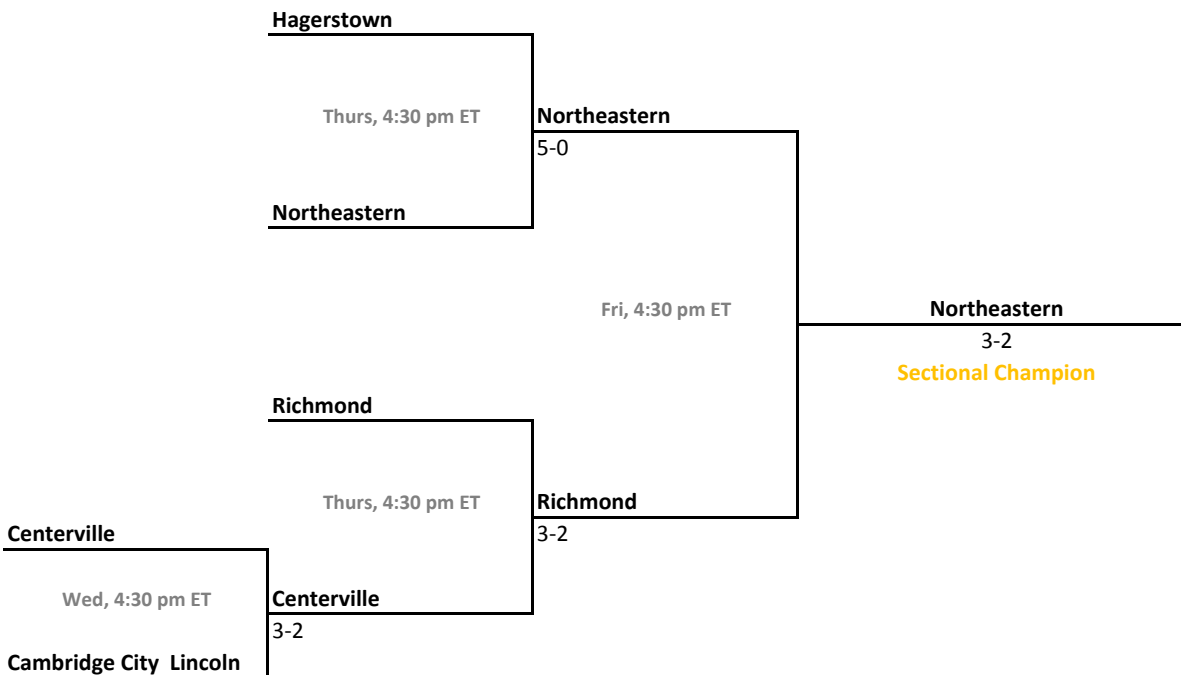 Hagerstown
Thurs, 4:30 pm ET
Northeastern
5-0
Northeastern
Fri, 4:30 pm ET
Northeastern
3-2
Sectional Champion
Richmond
Thurs, 4:30 pm ET
Richmond
3-2
Centerville
Wed, 4:30 pm ET
Centerville
3-2
Cambridge City  Lincoln